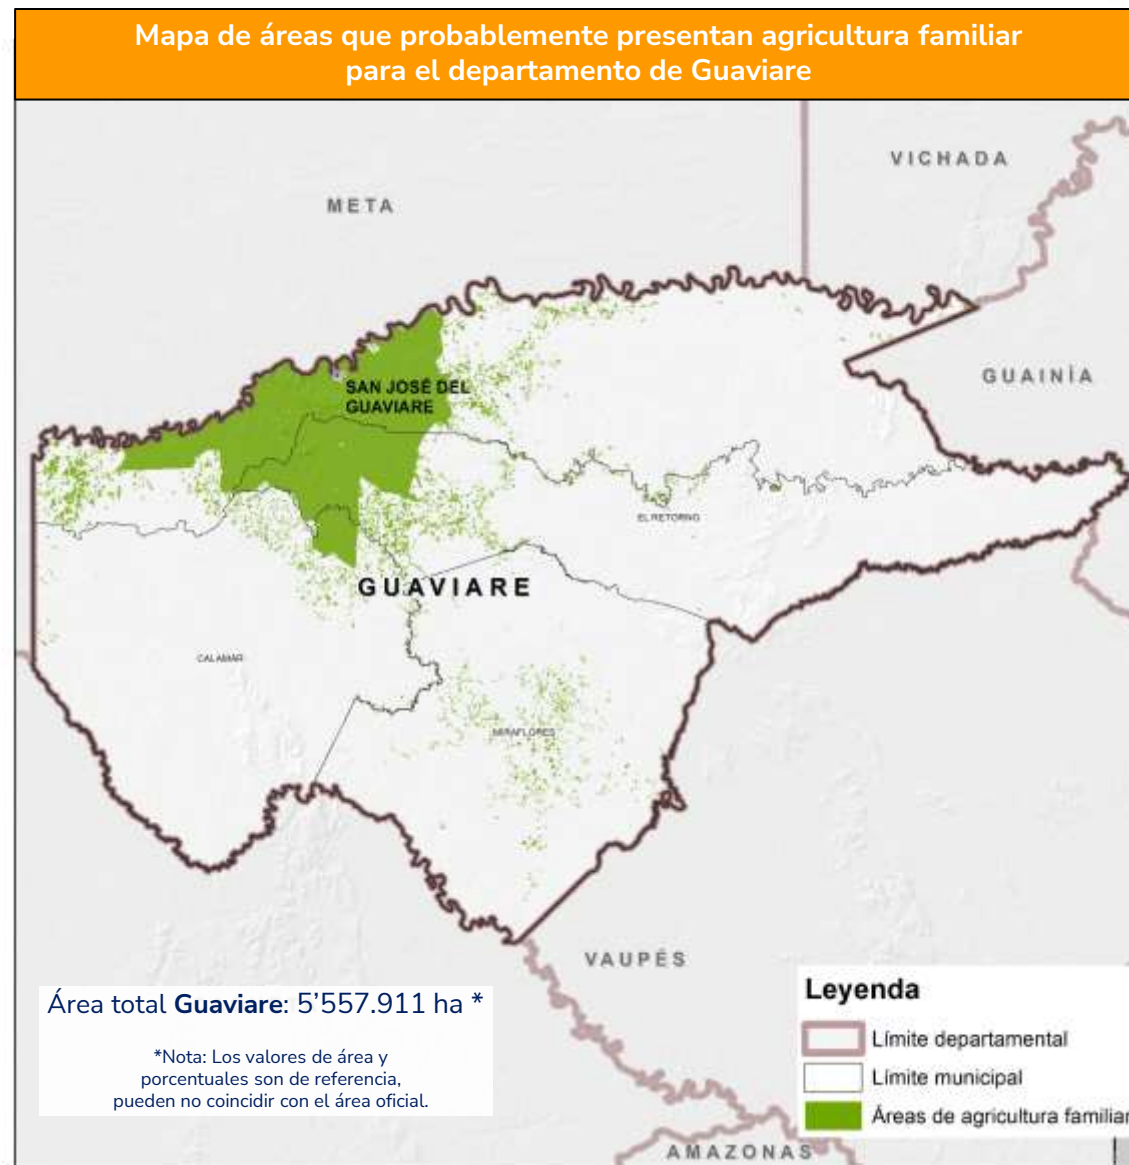 Mapa de áreas que probablemente presentan agricultura familiar
para el departamento de Guaviare
VICHADA
META
GUAINÍA
SAN JOSÉ DEL
GUAVIARE
EL RETORNO
GUAVIARE
CALAMAR
MIRAFLORES
VAUPÉS
Área total Guaviare: 5’557.911 ha *
*Nota: Los valores de área y
porcentuales son de referencia,
pueden no coincidir con el área oficial.
Leyenda
Límite departamental
Límite municipal
Áreas de agricultura familiar
AMAZONAS